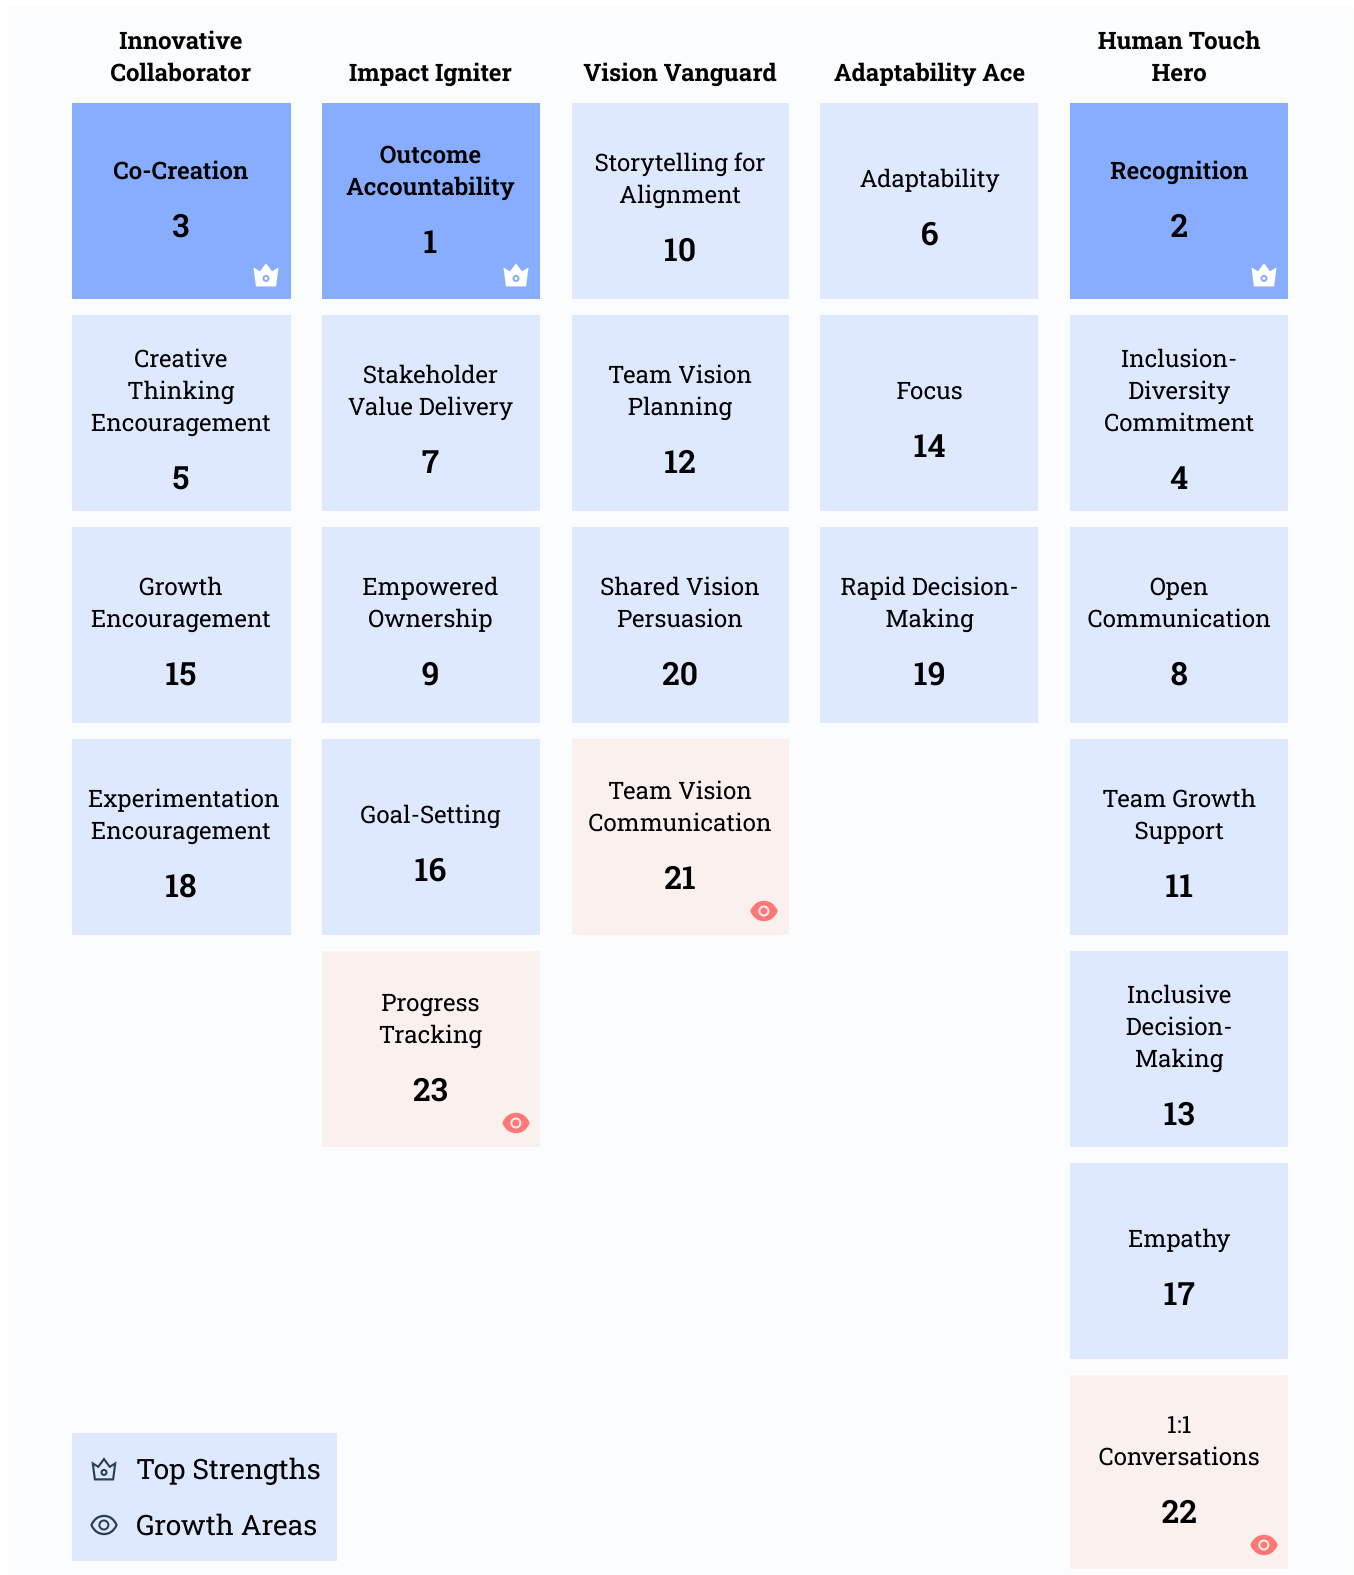 Innovative
Collaborator
Impact Igniter
Vision Vanguard
Adaptability Ace
Human Touch
Hero
Co-Creation
3
Outcome
Accountability
1
Storytelling for
Alignment
10
Adaptability
6
Recognition
2
Creative
Thinking
Encouragement
5
Stakeholder
Value Delivery
7
Team Vision
Planning
12
Focus
14
Inclusion-
Diversity
Commitment
4
Growth
Encouragement
15
Empowered
Ownership
9
Shared Vision
Persuasion
20
Rapid Decision-
Making
19
Open
Communication
8
Experimentation
Encouragement
18
Goal-Setting
16
Team Vision
Communication
21
Team Growth
Support
11
Progress
Tracking
23
Inclusive
Decision-
Making
13
Empathy
17
1:1
Conversations
22
Top Strengths
Growth Areas